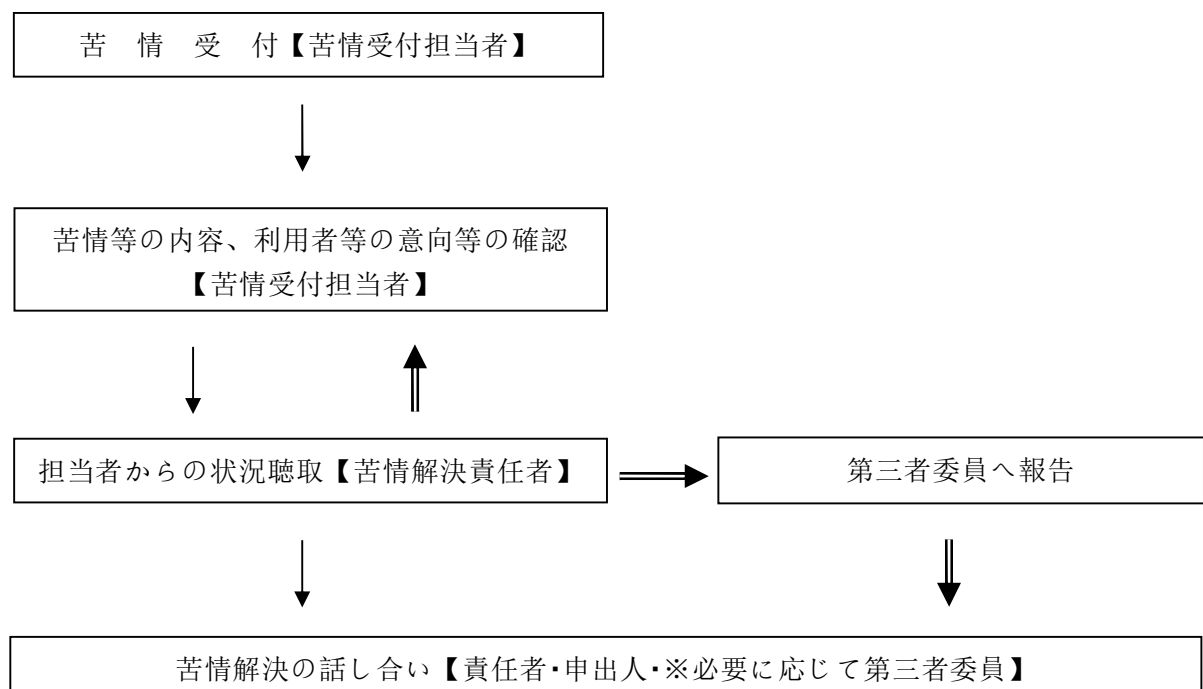 苦　情　受　付【苦情受付担当者】
苦情等の内容、利用者等の意向等の確認
【苦情受付担当者】
担当者からの状況聴取【苦情解決責任者】
第三者委員へ報告
苦情解決の話し合い【責任者・申出人・※必要に応じて第三者委員】